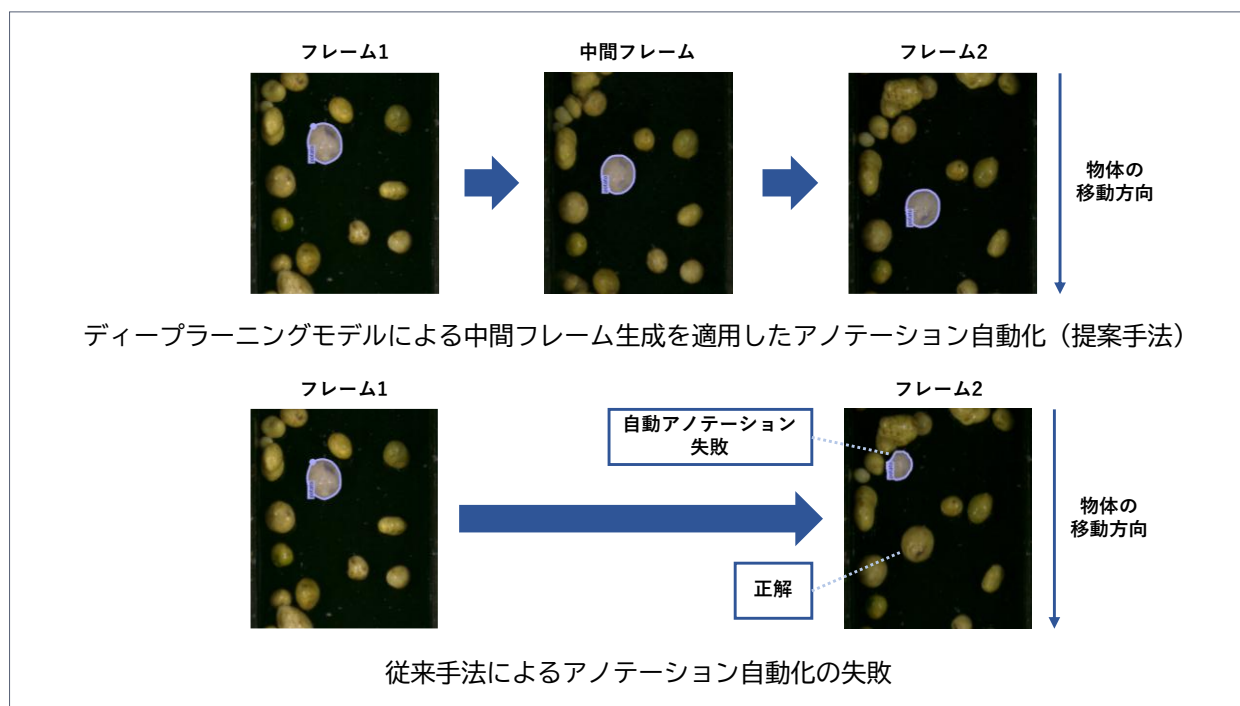 フレーム1
中間フレーム
フレーム2
物体の
移動方向
ディープラーニングモデルによる中間フレーム生成を適用したアノテーション自動化（提案手法）
フレーム1
フレーム2
自動アノテーション
失敗
物体の
移動方向
正解
従来手法によるアノテーション自動化の失敗